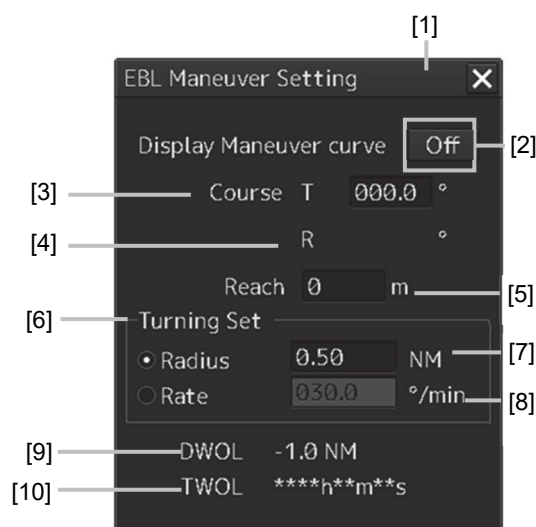 [1]
EBL Maneuver Setting
Display Maneuver curve Off [2]
[3] Course T 000.0 °
[4] R °
Reach 0 m [5]
[6] Turning Set
Radius 0.50 NM [7]
Rate 030.0 °/min [8]
[9] DWOL -1.0 NM
[10] TWOL ****h**m**s